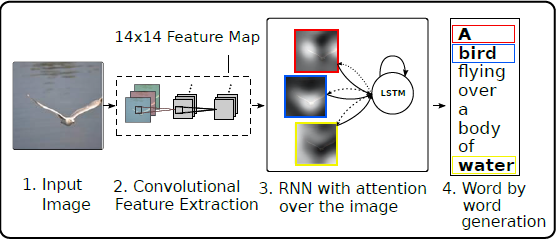 14x14 Feature Map
LSTM
A
bird
flying
over
a
body
of
water
1. Input
Image
2. Convolutional
Feature Extraction
3. RNN with attention
over the image
4. Word by
word
generation